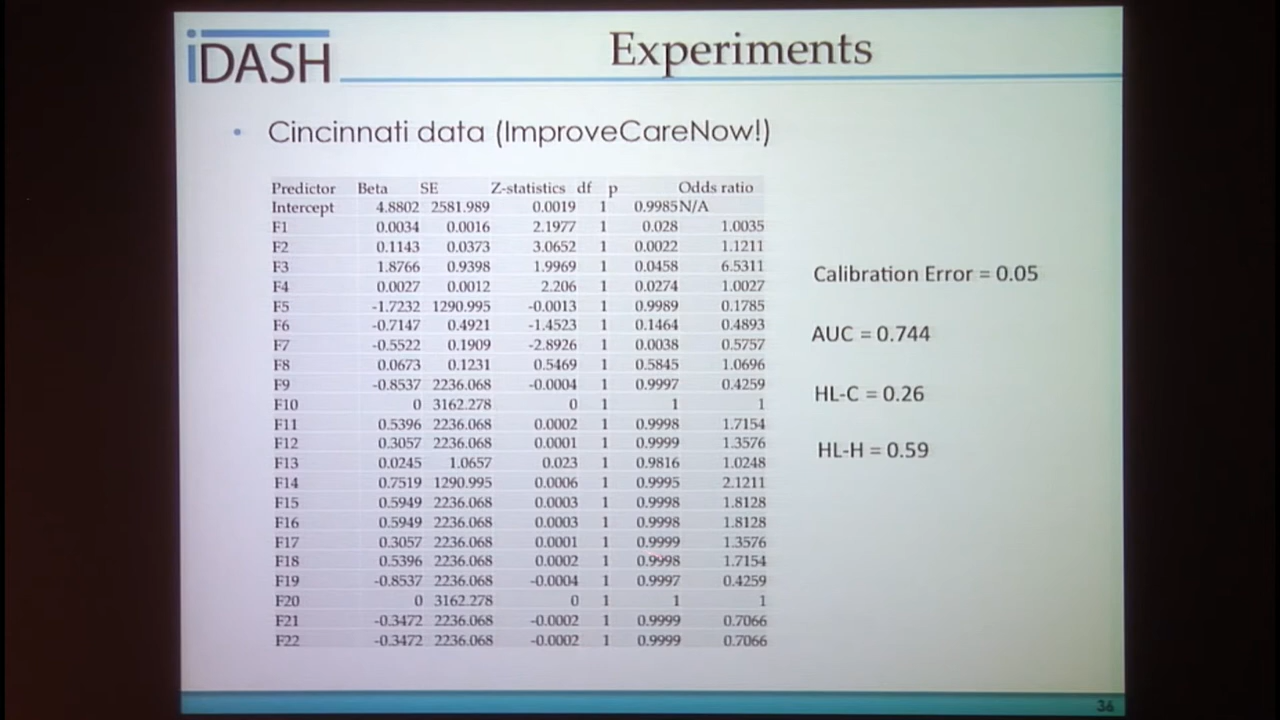 iDASH
Experiments
• Cincinnati data (ImproveCareNow!)
Predictor Beta SE Z-statistics df p Odds ratio
Intercept 4.8802 2581.989 0.0019 1 0.9985 N/A
F1 0.0034 0.0016 2.1977 1 0.028 1.0035
F2 0.1143 0.0373 3.0652 1 0.0022 1.1211
F3 1.8766 0.9398 1.9969 1 0.0458 6.5311
F4 0.0027 0.0012 2.206 1 0.0274 1.0027
F5 -1.7232 1290.995 -0.0013 1 0.9989 0.1785
F6 -0.7147 0.4921 -1.4523 1 0.1464 0.4893
F7 -0.5522 0.1909 -2.8926 1 0.0038 0.5757
F8 0.0673 0.1231 0.5469 1 0.5845 1.0696
F9 -0.8537 2236.068 -0.0004 1 0.9997 0.4259
F10 0 3162.278 0 1 1 1
F11 0.5396 2236.068 0.0002 1 0.9998 1.7154
F12 0.3057 2236.068 0.0001 1 0.9999 1.3576
F13 0.0245 1.0657 0.023 1 0.9816 1.0248
F14 0.7519 1290.995 0.0006 1 0.9995 2.1211
F15 0.5949 2236.068 0.0003 1 0.9998 1.8128
F16 0.5949 2236.068 0.0003 1 0.9998 1.8128
F17 0.3057 2236.068 0.0001 1 0.9999 1.3576
F18 0.5396 2236.068 0.0002 1 0.9998 1.7154
F19 -0.8537 2236.068 -0.0004 1 0.9997 0.4259
F20 0 3162.278 0 1 1 1
F21 -0.3472 2236.068 -0.0002 1 0.9999 0.7066
F22 -0.3472 2236.068 -0.0002 1 0.9999 0.7066
Calibration Error = 0.05
AUC = 0.744
HL-C = 0.26
HL-H = 0.59
36